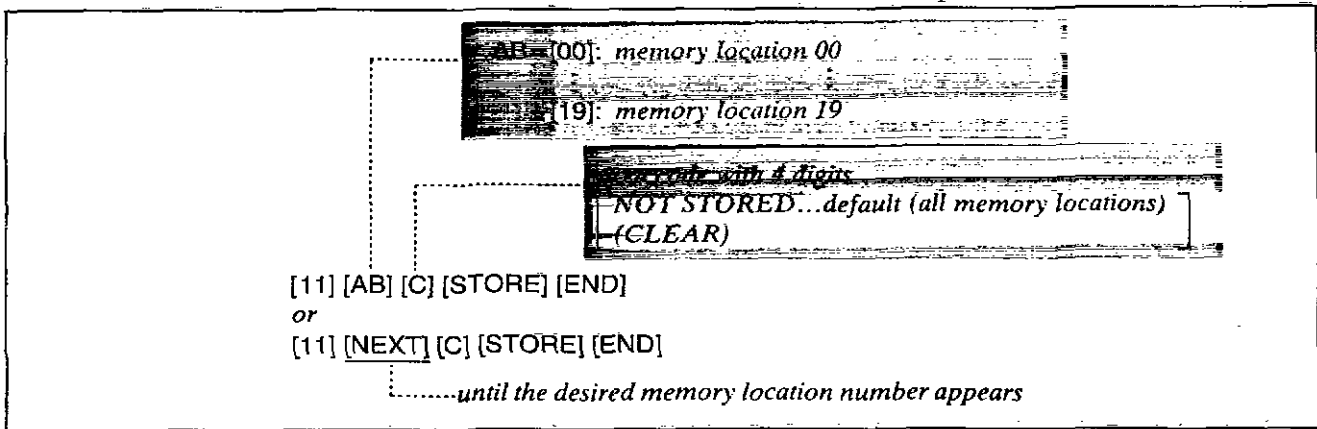 AB=[00]: memory location 00
[19]: memory location 19
with 4 digits
NOT STORED...default (all memory locations)
(CLEAR)
[11] [AB] [C] [STORE] [END]
or
[11] [NEXT] [C] [STORE] [END]
until the desired memory location number appears